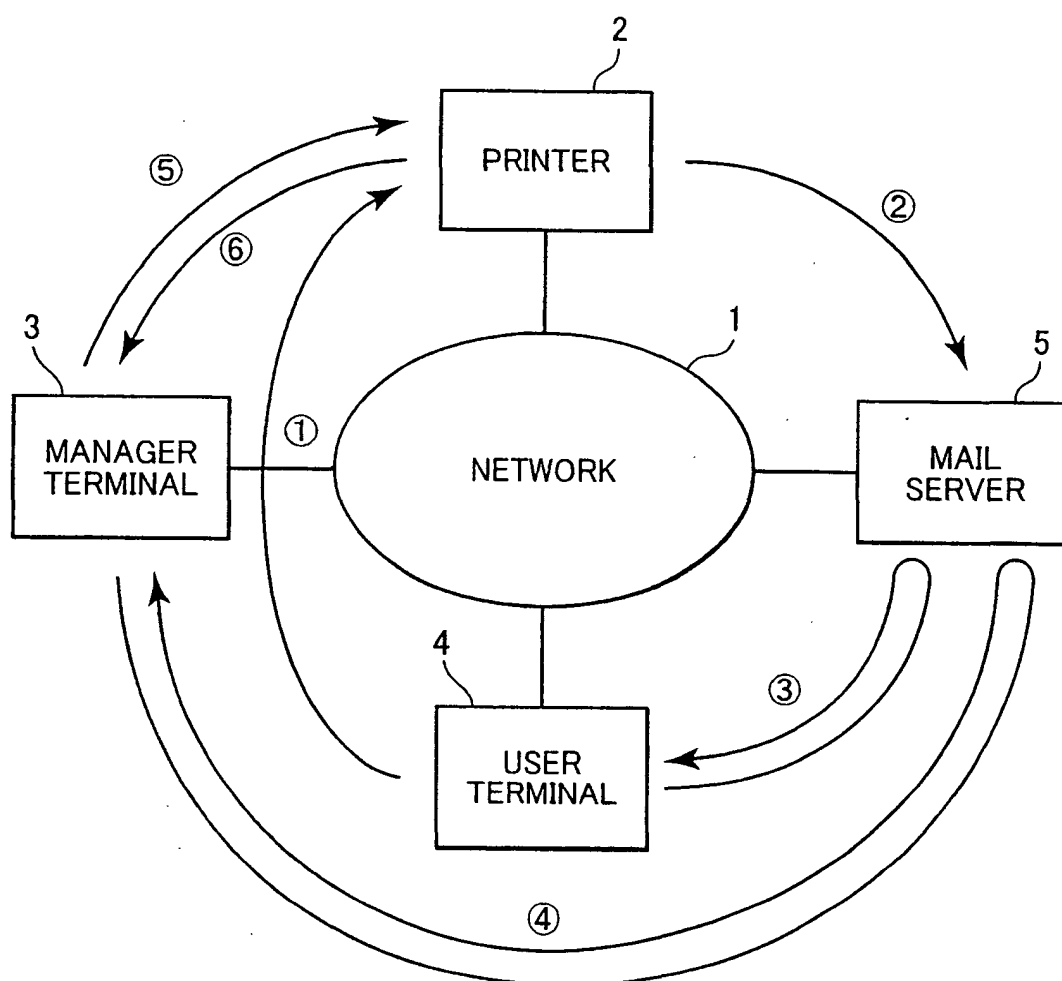 2
PRINTER
⑤
②
⑥
1
3
5
MANAGER
TERMINAL
①
NETWORK
MAIL
SERVER
4
③
USER
TERMINAL
④